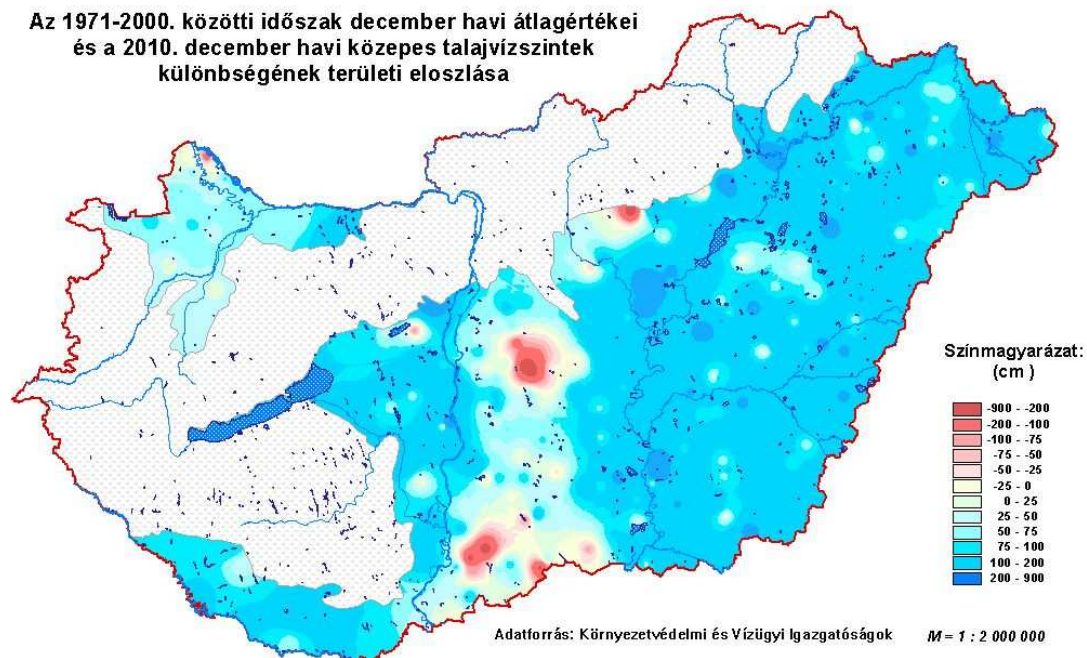 Az 1971-2000. közötti időszak december havi átlagértékei
és a 2010. december havi közepes talajvízszintek
különbségének területi eloszlása
Színmagyarázat:
(cm )
-900 - -200
-200 - -100
-100 - -75
-75 - -50
-50 - -25
-25 - 0
0 - 25
25 - 50
50 - 75
75 - 100
100 - 200
200 - 900
Adatforrás: Környezetvédelmi és Vízügyi Igazgatóságok
M = 1 : 2 000 000